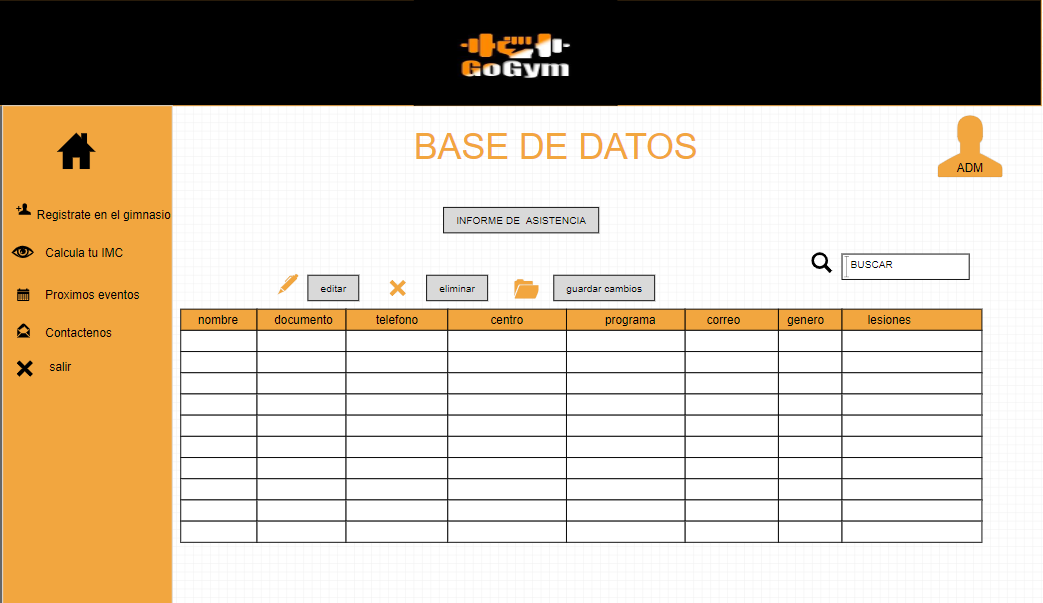 GoGym
BASE DE DATOS
ADM
Registrate en el gimnasio
Calcula tu IMC
Proximos eventos
Contactenos
salir
INFORME DE ASISTENCIA
BUSCAR
editar
eliminar
guardar cambios
nombre documento telefono centro programa correo genero lesiones